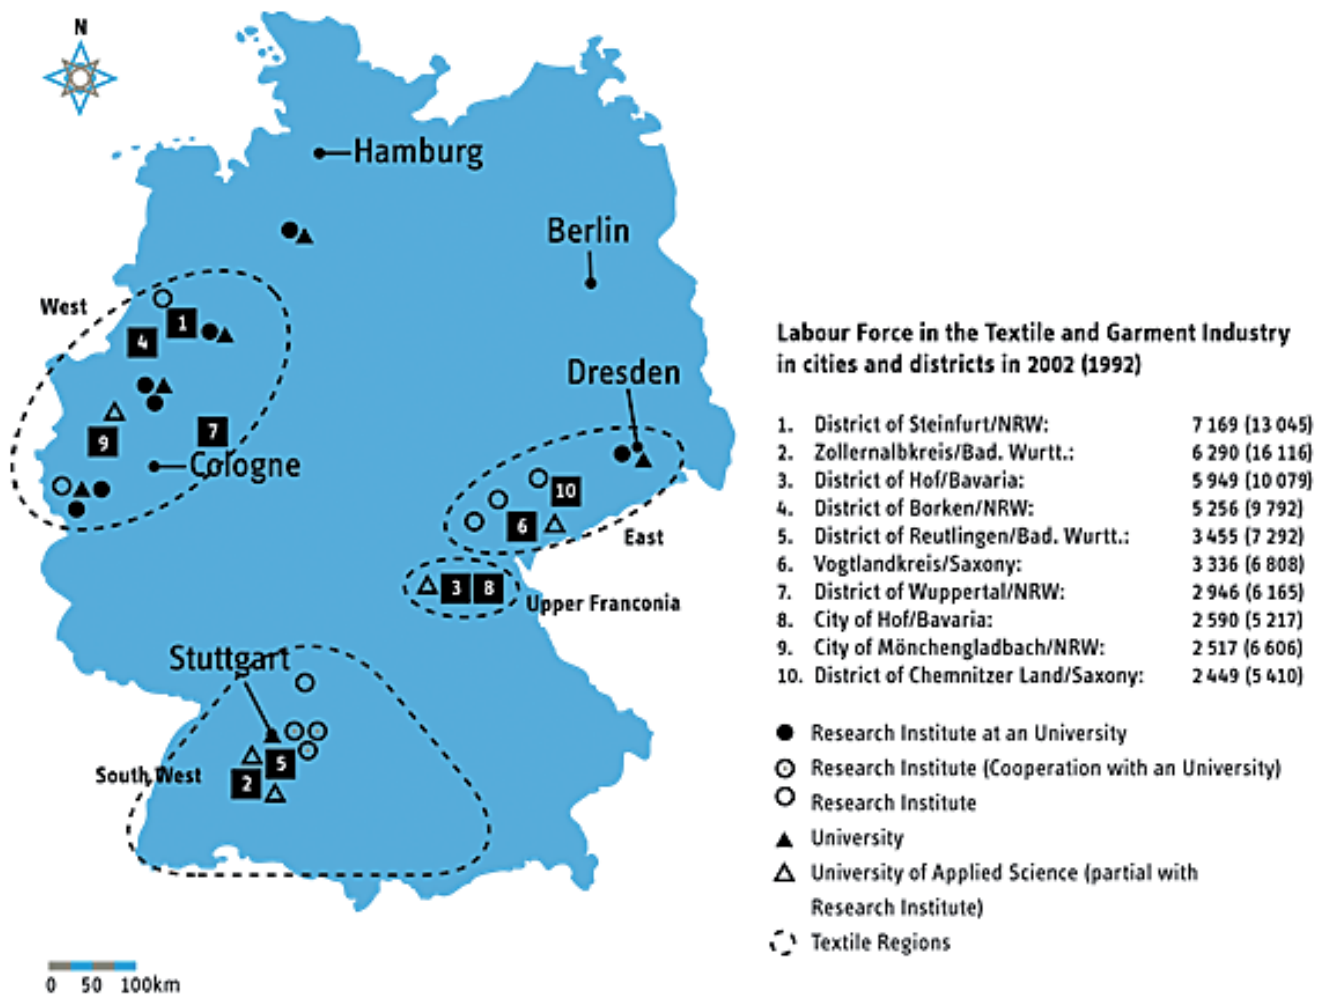 N
Hamburg
Berlin
West
1
4
Dresden
7
9
Cologne
10
6
East
3 8
Upper Franconia
Stuttgart
5
South West
2
0 50 100km
Labour Force in the Textile and Garment Industry
in cities and districts in 2002 (1992)
1. District of Steinfurt/NRW: 7 169 (13 045)
2. Zollernalbkreis/Bad. Wurtt.: 6 290 (16 116)
3. District of Hof/Bavaria: 5 949 (10 079)
4. District of Borken/NRW: 5 256 (9 792)
5. District of Reutlingen/Bad. Wurtt.: 3 455 (7 292)
6. Vogtlandkreis/Saxony: 3 336 (6 808)
7. District of Wuppertal/NRW: 2 946 (6 165)
8. City of Hof/Bavaria: 2 590 (5 217)
9. City of Mönchengladbach/NRW: 2 517 (6 606)
10. District of Chemnitzer Land/Saxony: 2 449 (5 410)
Research Institute at an University
Research Institute (Cooperation with an University)
Research Institute
University
University of Applied Science (partial with
Research Institute)
Textile Regions